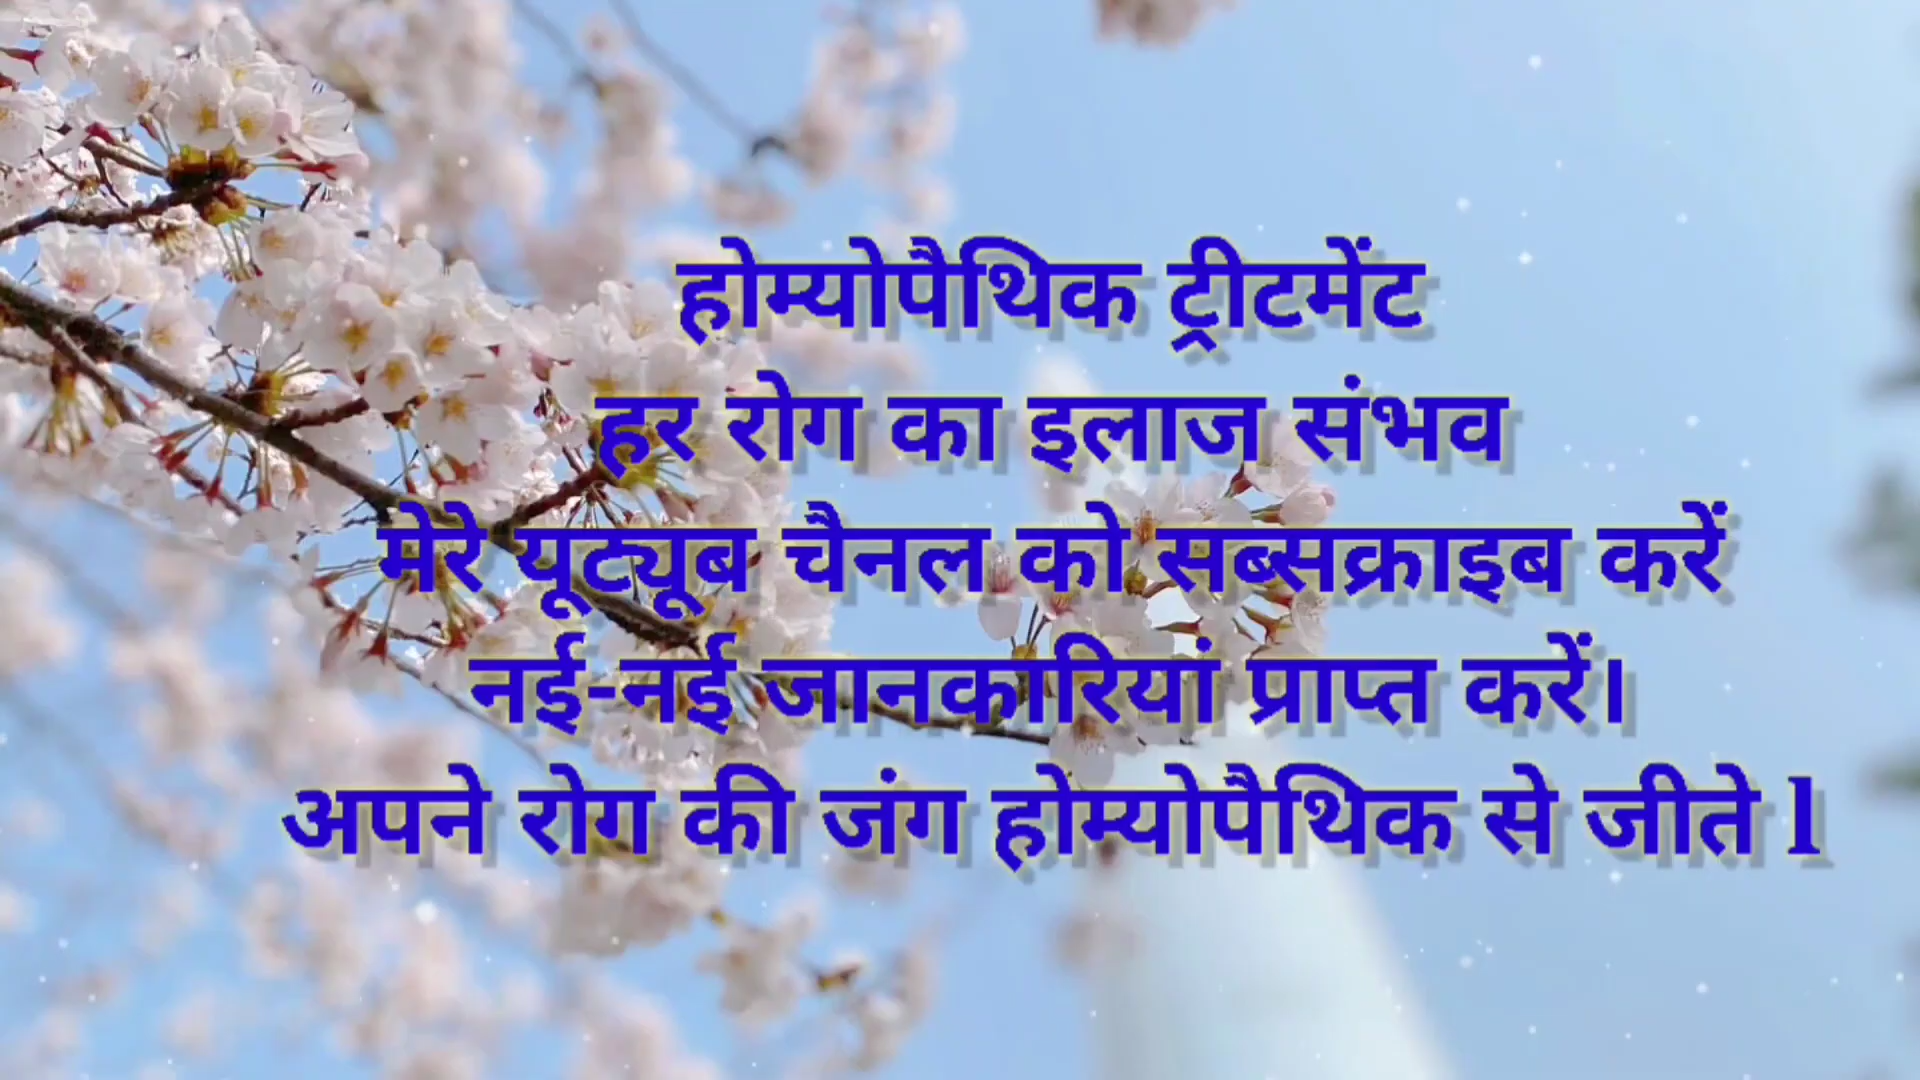 होम्योपैथिक ट्रीटमेंट
हर रोग का इलाज संभव
मेरे यूट्यूब चैनल को सब्सक्राइब करें
नई-नई जानकारियां प्राप्त करें।
अपने रोग की जंग होम्योपैथिक से जीते l